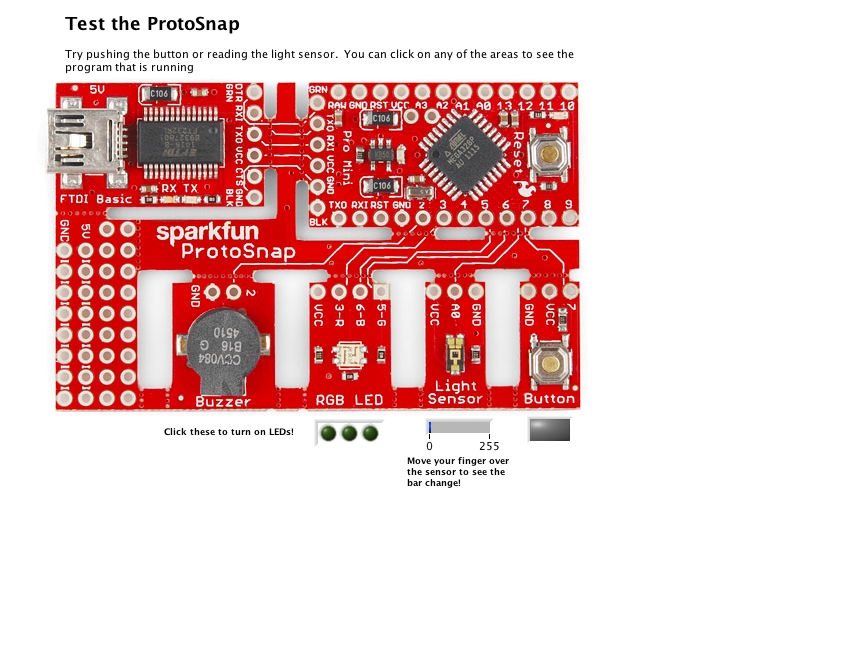 Test the ProtoSnap
Try pushing the button or reading the light sensor.  You can click on any of the areas to see the
program that is running
5V
C106
DTR
RXI
TXO
VCC
CTS
GND
GRN
BLK
FTDI Basic
RX TX
GRN
RAW GND RST VCC A3 A2 A1 A0 13 12 11 10
TXO
RXI
VCC
GND
BLK
Pro Mini
C106
C106
MEGA328P
AU 1115
Reset
TXO RXI RST GND 2 3 4 5 6 7 8 9
GND
5V
sparkfun
ProtoSnap
GND
2
VCC
3-R
6-B
5-G
VCC
A0
GND
GND
VCC
7
CCV084
B16 G
4510
Buzzer
RGB LED
Light
Sensor
Button
Click these to turn on LEDs!
0
255
Move your finger over
the sensor to see the
bar change!